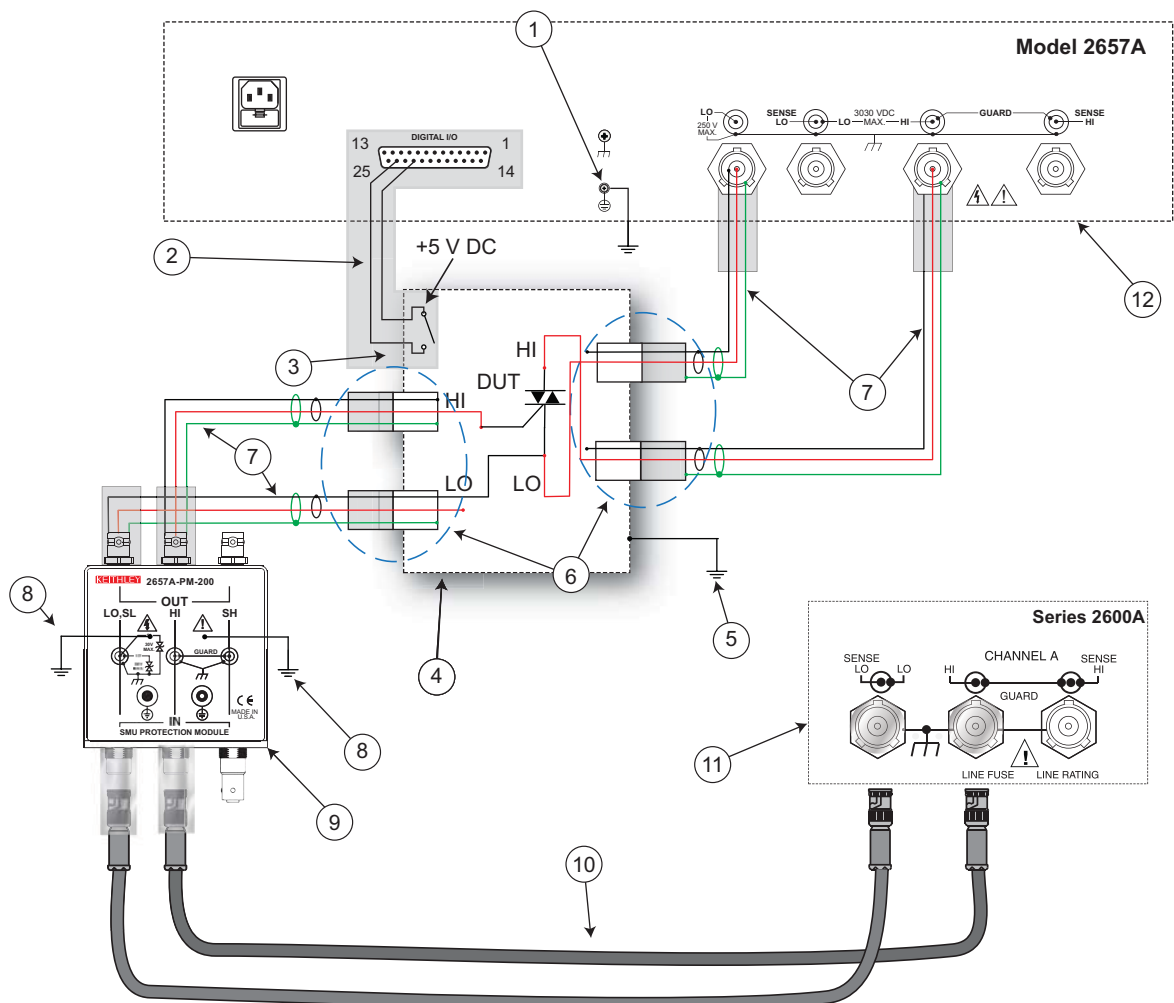 1
Model 2657A
LO
250 V
MAX.
SENSE
LO
LO
3030 VDC
MAX.
HI
GUARD
SENSE
HI
DIGITAL I/O
13
1
25
14
2
+5 V DC
12
3
HI
DUT
7
HI
7
LO
LO
6
KEITHLEY
2657A-PM-200
8
OUT
LO,SL
HI
SH
GUARD
5
4
Series 2600A
SENSE
LO
LO
HI
CHANNEL A
SENSE
HI
GUARD
8
MADE IN
U.S.A.
IN
SMU PROTECTION MODULE
11
LINE FUSE
LINE RATING
9
10